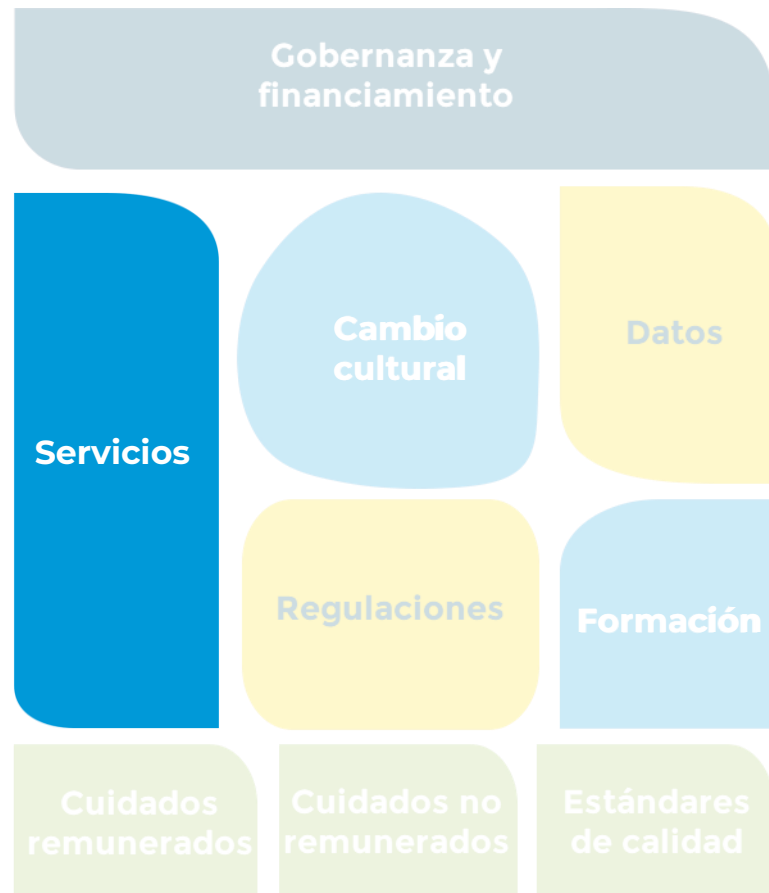 Gobernanza y
financiamiento
Servicios
Cambio
cultural
Datos
Regulaciones
Formación
Cuidados
remunerados
Cuidados no
remunerados
Estándares
de calidad